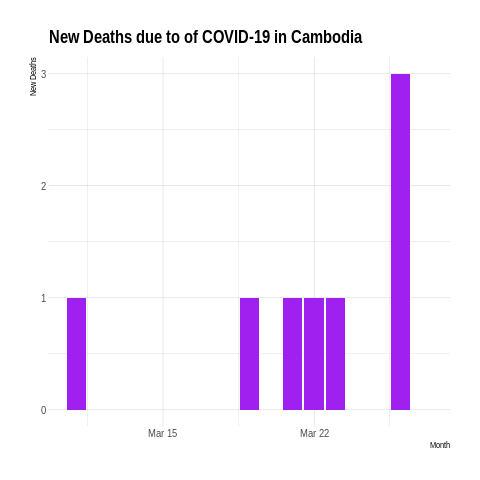 New Deaths due to of COVID-19 in Cambodia
New Deaths
3
2
1
0
Mar 15
Mar 22
Month